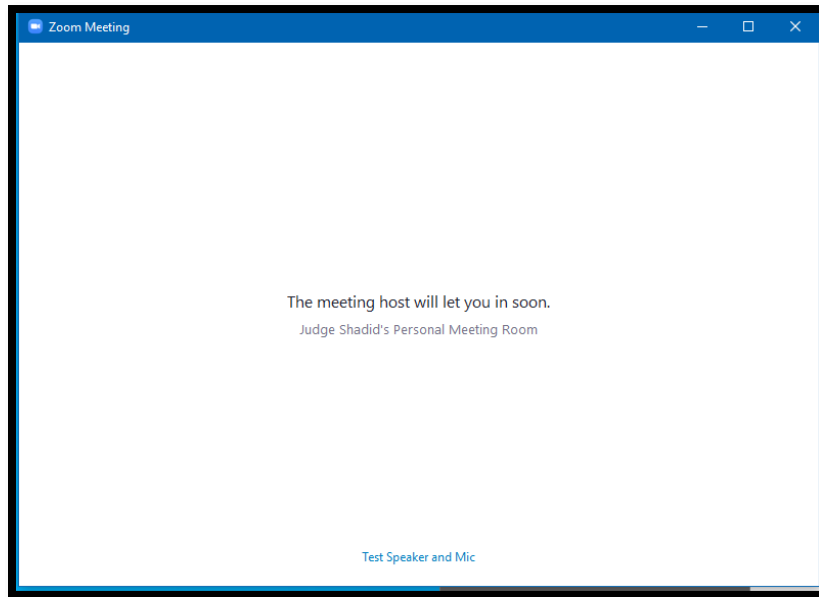 Zoom Meeting
The meeting host will let you in soon.
Judge Shadid's Personal Meeting Room
Test Speaker and Mic